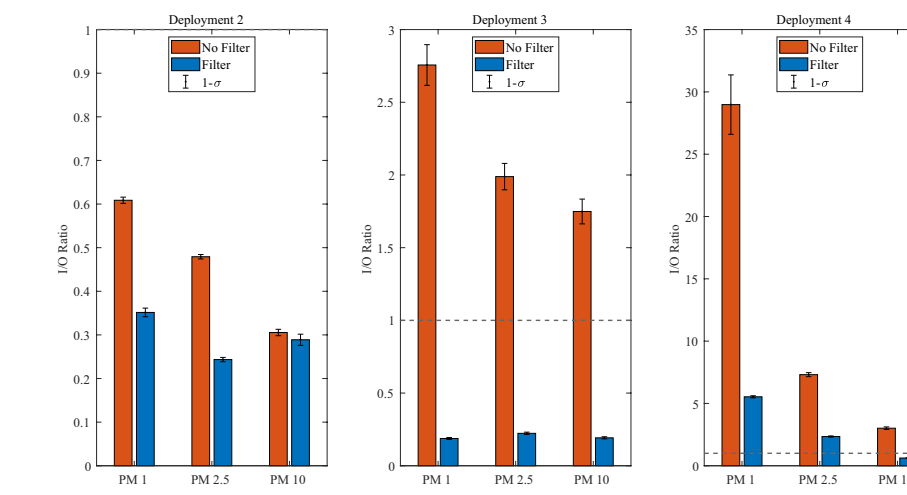 Deployment 2
1
0.9
0.8
0.7
0.6
0.5
0.4
0.3
0.2
0.1
0
I/O Ratio
No Filter
Filter
1-σ
PM 1 PM 2.5 PM 10
Deployment 3
3
2.5
2
1.5
1
0.5
0
I/O Ratio
No Filter
Filter
1-σ
PM 1 PM 2.5 PM 10
Deployment 4
35
30
25
20
15
10
5
0
I/O Ratio
No Filter
Filter
1-σ
PM 1 PM 2.5 PM 1